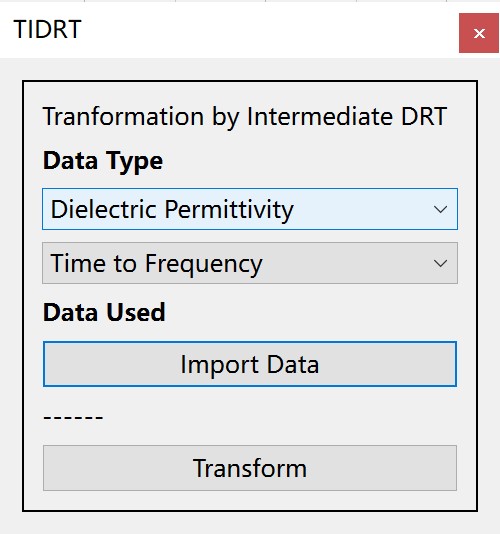 TIDRT
Tranformation by Intermediate DRT
Data Type
Dielectric Permittivity
Time to Frequency
Data Used
Import Data
------
Transform